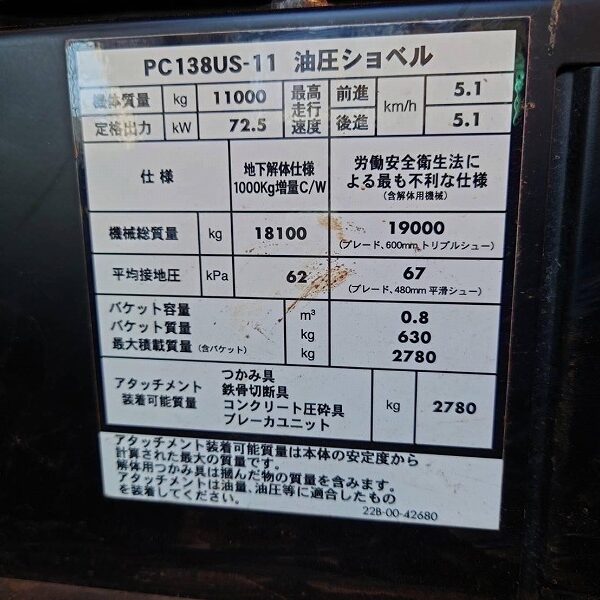 PC138US-11 油圧ショベル
機体質量 kg 11000 最高走行速度 前進 km/h 5.1
定格出力 kW 72.5 後進 5.1
仕様 地下解体仕様 1000Kg増量C/W 労働安全衛生法による最も不利な仕様 (含解体用機械)
機械総質量 kg 18100 19000 (ブレード、600mm トリプルシュー)
平均接地圧 kPa 62 67 (ブレード、480mm 平滑シュー)
バケット容量 m³ 0.8
バケット質量 kg 630
最大積載質量 (含バケット) kg 2780
アタッチメント装着可能質量 つかみ具 鉄骨切断具 コンクリート圧砕具 ブレーカユニット kg 2780
アタッチメント装着可能質量は本体の安定度から
計算された最大の質量です。
解体用つかみ具は掴んだ物の質量を含みます。
アタッチメントは油量、油圧等に適合したもの
を装着してください。
22B-00-42680